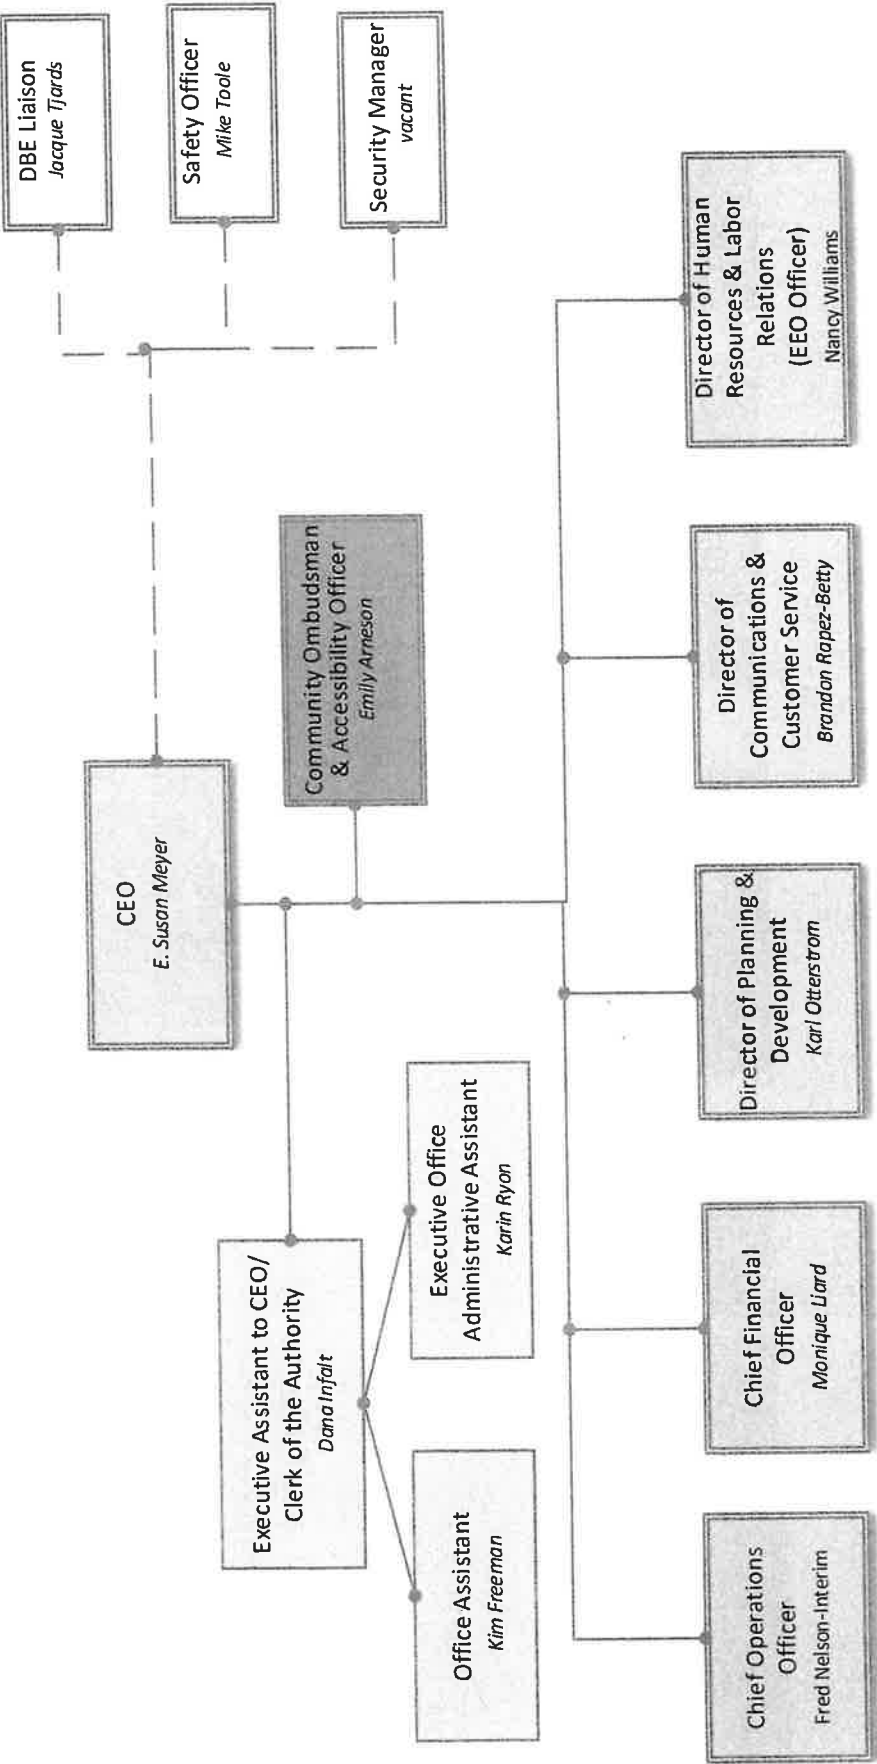 DBE Liaison
Jacque Tjards
Safety Officer
Mike Toole
Security Manager
vacant
CEO
E. Susan Meyer
Community Ombudsman
& Accessibility Officer
Emily Arneson
Executive Assistant to CEO/
Clerk of the Authority
Dana Infalt
Office Assistant
Kim Freeman
Executive Office
Administrative Assistant
Karin Ryon
Chief Operations
Officer
Fred Nelson-Interim
Chief Financial
Officer
Monique Liard
Director of Planning &
Development
Karl Otterstrom
Director of
Communications &
Customer Service
Brandon Rapez-Betty
Director of Human
Resources & Labor
Relations
(EEO Officer)
Nancy Williams